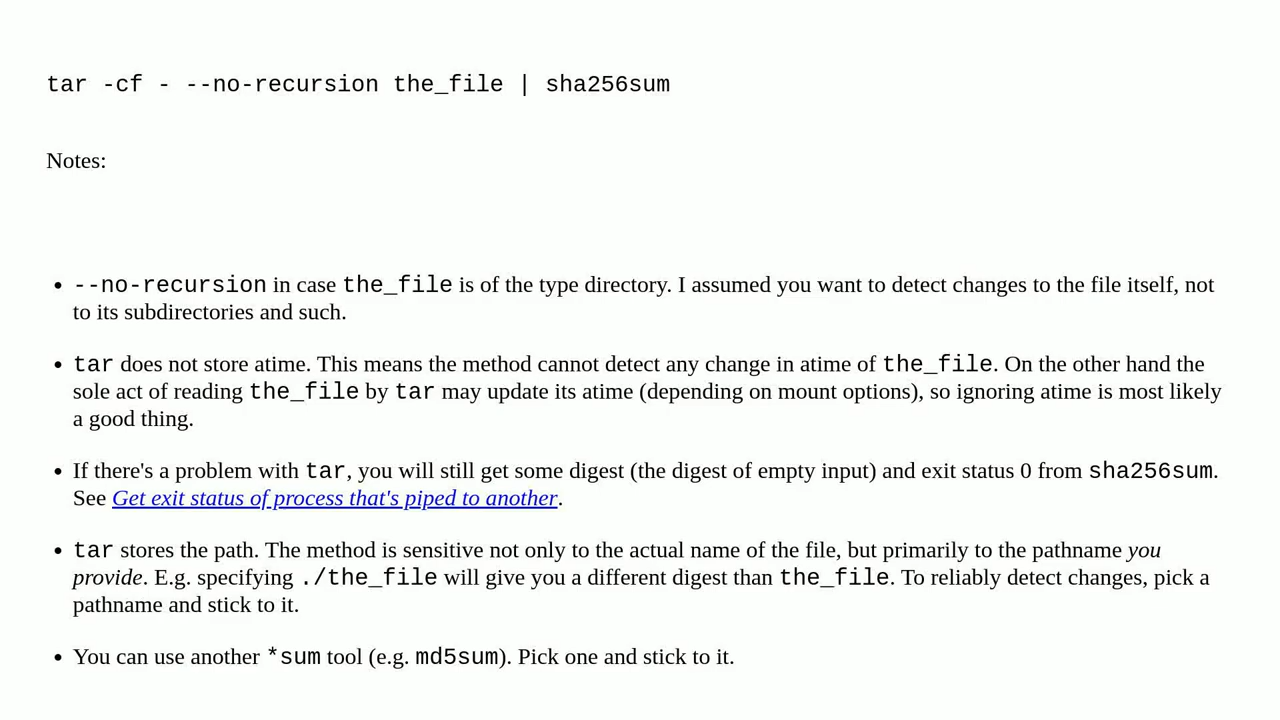 tar -cf - --no-recursion the_file | sha256sum
Notes:
• --no-recursion in case the_file is of the type directory. I assumed you want to detect changes to the file itself, not
to its subdirectories and such.
• tar does not store atime. This means the method cannot detect any change in atime of the_file. On the other hand the
sole act of reading the_file by tar may update its atime (depending on mount options), so ignoring atime is most likely
a good thing.
• If there's a problem with tar, you will still get some digest (the digest of empty input) and exit status 0 from sha256sum.
See Get exit status of process that's piped to another.
• tar stores the path. The method is sensitive not only to the actual name of the file, but primarily to the pathname you
provide. E.g. specifying ./the_file will give you a different digest than the_file. To reliably detect changes, pick a
pathname and stick to it.
• You can use another *sum tool (e.g. md5sum). Pick one and stick to it.